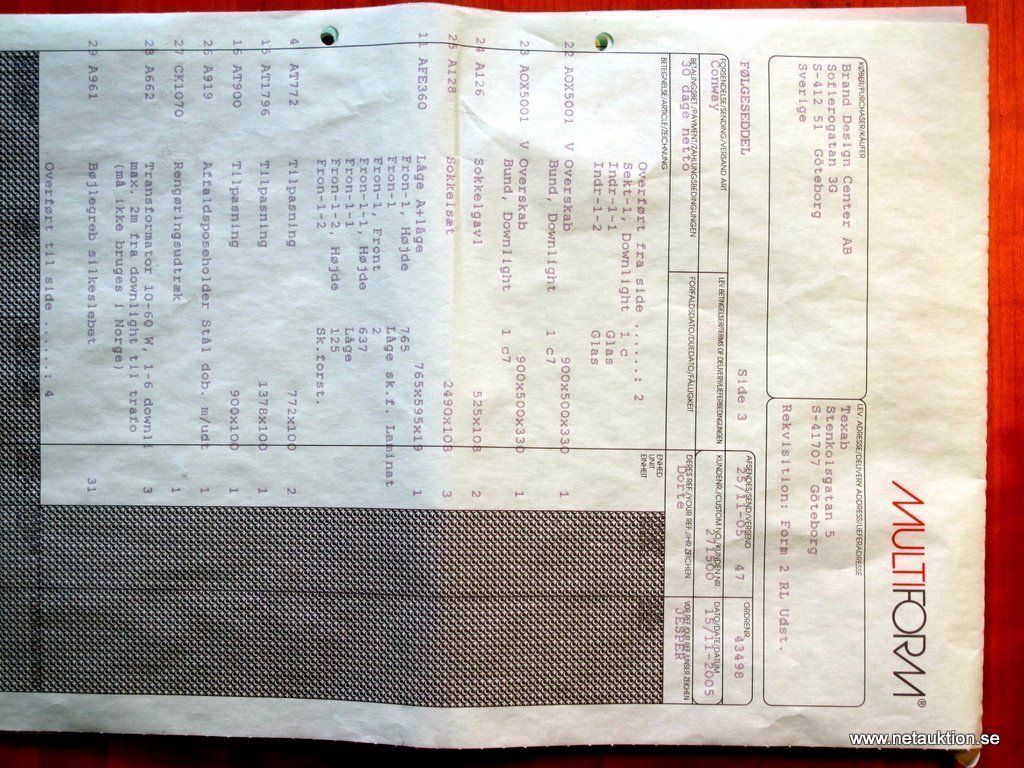 MULTIFORM®
KØBER/PURCHASER/KÄUFER
Brand Design Center AB
Sofierogatan 3G
S-412 51 Göteborg
Sverige
LEV. ADRESSE/DELIVERY ADDRESS/LIEFERADRESSE
Texab
Stenkolsgatan 5
S-41707 Göteborg
Rekvisition: Form 2 RL Udst.
FØLGESEDDEL Side 3
AFSENDES/SEND/VERSEND ORDRENR.
25/11-05 47 43498
FORSENDELSE/SENDING/VERSAND ART LEV. BETINGELSER/TERMS OF DELIVERY/LIEFERBEDINGUNGEN KUNDENR./CUSTOM NO./KUNDEN NR. DATO/DATE/DATUM
Conway 271500 15/11-2005
BETALINGSBET./PAYMENT/ZAHLUNGSBEDINGUNGEN FORFALDSDATO/DUEDATO/FÄLLIGKEIT DERES REF./YOUR REF./IHR ZEICHEN VOR REF./OUR REF./UNSER ZEICHEN
30 dage netto Dorte JESPER
BETEGNELSE/ARTICLE/ZEICHNUNG ENHED UNIT EINHEIT
Overført fra side ......: 2
Sekt-1, Downlight 1 c
Indr-1-1 Glas
Indr-1-2 Glas
22 AOX5001 V Overskab 900x500x330 1
Bund, Downlight 1 c7
23 AOX5001 V Overskab 900x500x330 1
Bund, Downlight 1 c7
24 A126 Sokkelgavl 525x108 2
25 A128 Sokkelsæt 2490x108 3
11 AFE360 Låge A+låge 765x595x19 1
Fron-1, Højde 765
Fron-1 Låge sk.f. Laminat
Fron-1, Front 2
Fron-1-1, Højde 637
Fron-1-1 Låge
Fron-1-2, Højde 125
Fron-1-2 Sk.forst.
4 AT772 Tilpasning 772x100 2
15 AT1796 Tilpasning 1378x100 1
16 AT900 Tilpasning 900x100 1
26 A919 Affaldsposeholder Stål dob. m/udt 1
27 CK1070 Rengøringsudtræk 1
28 A662 Transformator 10-60 W, 1-6 downli 3
max. 2m fra downlight til trafo
(må ikke bruges i Norge)
29 A961 Bøjlegreb silkeslebet 31
Overført til side ......: 4
www.netauktion.se